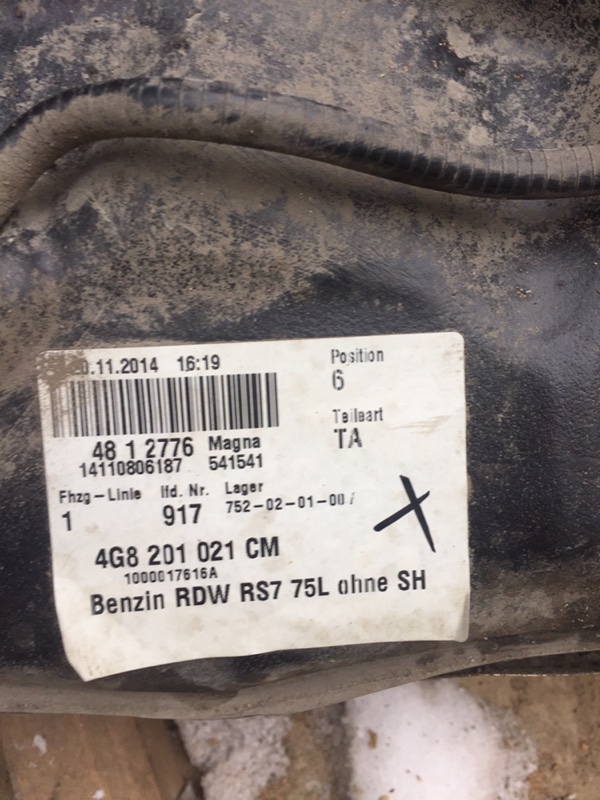 .11.2014 16:19
Position
6
Teileart
TA
48 1 2776 Magna
14110806187 541541
Fhzg-Linie lfd. Nr. Lager
1 917 752-02-01-00/
4G8 201 021 CM
1000017616A
Benzin RDW RS7 75L ohne SH